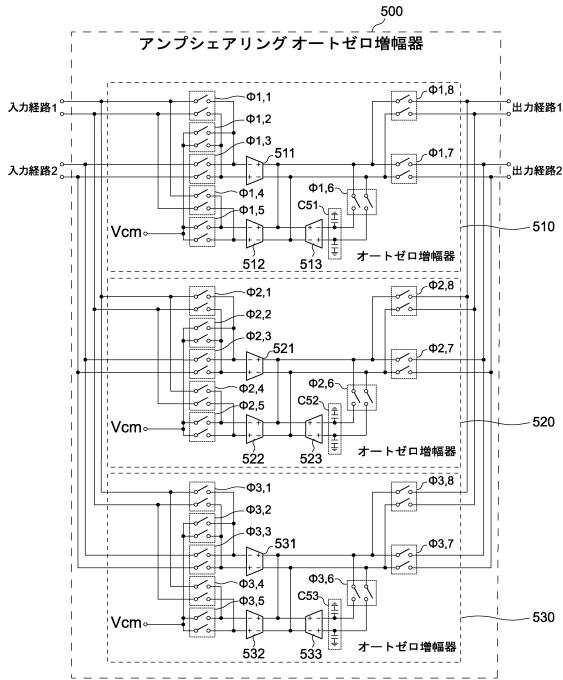 500
アンプシェアリング オートゼロ増幅器
入力経路1
入力経路2
出力経路1
出力経路2
Φ1,1
Φ1,2
Φ1,3
Φ1,4
Φ1,5
Φ1,6
Φ1,7
Φ1,8
511
512
513
C51
Vcm
オートゼロ増幅器
510
Φ2,1
Φ2,2
Φ2,3
Φ2,4
Φ2,5
Φ2,6
Φ2,7
Φ2,8
521
522
523
C52
Vcm
オートゼロ増幅器
520
Φ3,1
Φ3,2
Φ3,3
Φ3,4
Φ3,5
Φ3,6
Φ3,7
Φ3,8
531
532
533
C53
Vcm
オートゼロ増幅器
530